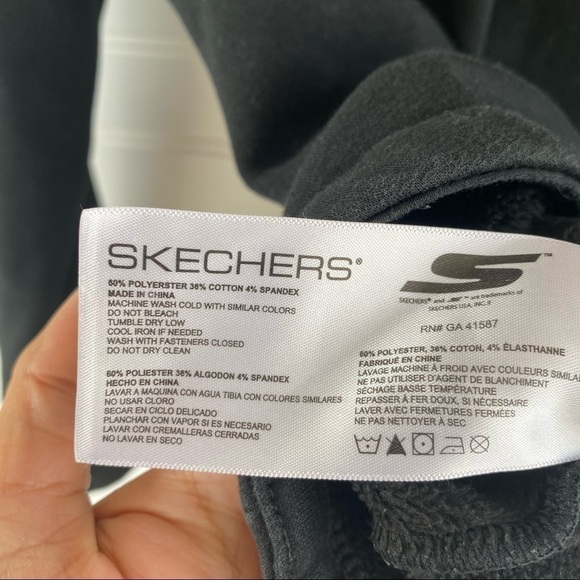 SKECHERS®
60% POLYERSTER 36% COTTON 4% SPANDEX
MADE IN CHINA
MACHINE WASH COLD WITH SIMILAR COLORS
DO NOT BLEACH
TUMBLE DRY LOW
COOL IRON IF NEEDED
WASH WITH FASTENERS CLOSED
DO NOT DRY CLEAN
60% POLIESTER 36% ALGODON 4% SPANDEX
HECHO EN CHINA
LAVAR A MAQUINA CON AGUA TIBIA CON COLORES SIMILARES
NO USAR CLORO
SECAR EN CICLO DELICADO
PLANCHAR CON VAPOR SI ES NECESARIO
LAVAR CON CREMALLERAS CERRADAS
NO LAVAR EN SECO
S™
SKECHERS® and S™ are trademarks of
SKECHERS USA, INC. II
RN# GA 41587
60% POLYESTER, 36% COTON, 4% ÉLASTHANNE
FABRIQUÉ EN CHINE
LAVAGE MACHINE À FROID AVEC COULEURS SIMILA
NE PAS UTILISER D'AGENT DE BLANCHIMENT
SÉCHAGE BASSE TEMPÉRATURE
REPASSER À FER DOUX, SI NÉCESSAIRE
LAVER AVEC FERMETURES FERMÉES
NE PAS NETTOYER À SEC